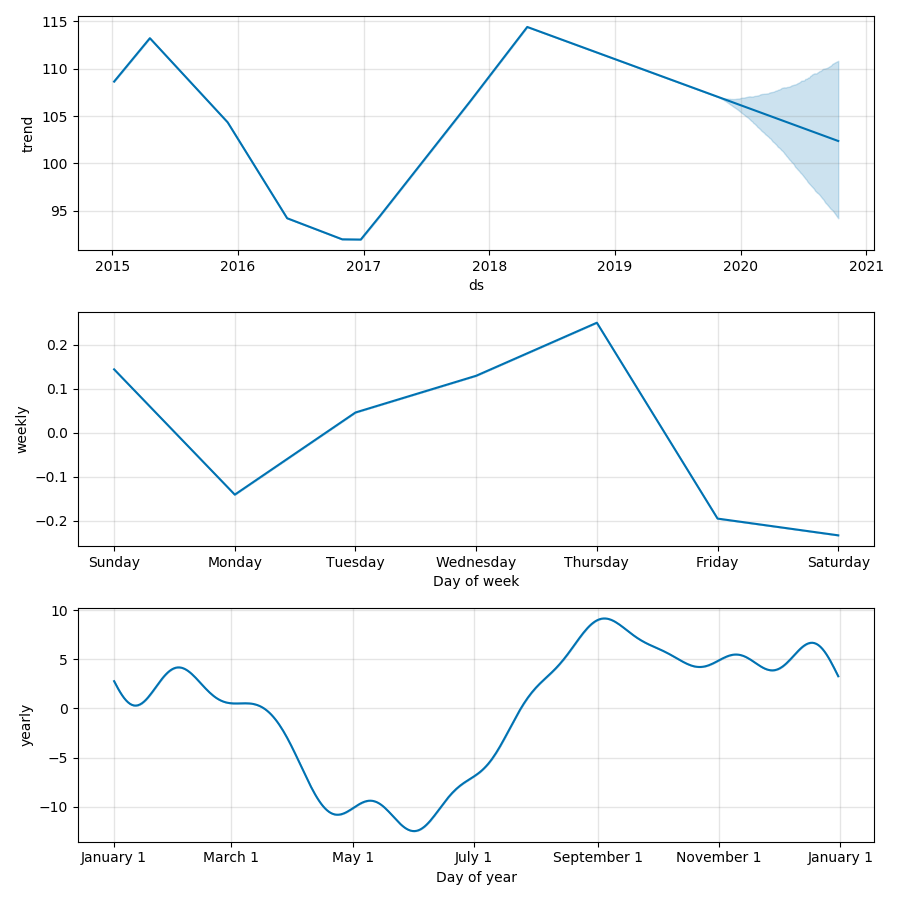 115
110
105
100
95
trend
2015 2016 2017 2018 2019 2020 2021
ds
0.2
0.1
0.0
−0.1
−0.2
weekly
Sunday Monday Tuesday Wednesday Thursday Friday Saturday
Day of week
10
5
0
−5
−10
yearly
January 1 March 1 May 1 July 1 September 1 November 1 January 1
Day of year